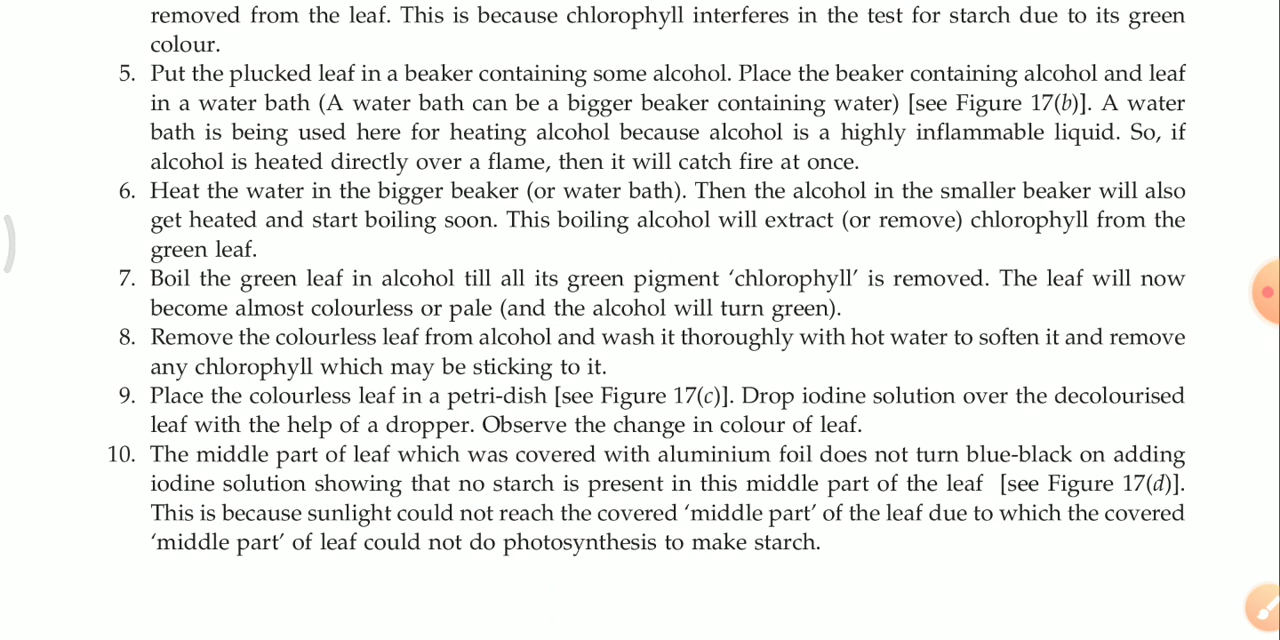 removed from the leaf. This is because chlorophyll interferes in the test for starch due to its green
colour.
5. Put the plucked leaf in a beaker containing some alcohol. Place the beaker containing alcohol and leaf
in a water bath (A water bath can be a bigger beaker containing water) [see Figure 17(b)]. A water
bath is being used here for heating alcohol because alcohol is a highly inflammable liquid. So, if
alcohol is heated directly over a flame, then it will catch fire at once.
6. Heat the water in the bigger beaker (or water bath). Then the alcohol in the smaller beaker will also
get heated and start boiling soon. This boiling alcohol will extract (or remove) chlorophyll from the
green leaf.
7. Boil the green leaf in alcohol till all its green pigment ‘chlorophyll’ is removed. The leaf will now
become almost colourless or pale (and the alcohol will turn green).
8. Remove the colourless leaf from alcohol and wash it thoroughly with hot water to soften it and remove
any chlorophyll which may be sticking to it.
9. Place the colourless leaf in a petri-dish [see Figure 17(c)]. Drop iodine solution over the decolourised
leaf with the help of a dropper. Observe the change in colour of leaf.
10. The middle part of leaf which was covered with aluminium foil does not turn blue-black on adding
iodine solution showing that no starch is present in this middle part of the leaf [see Figure 17(d)].
This is because sunlight could not reach the covered ‘middle part’ of the leaf due to which the covered
‘middle part’ of leaf could not do photosynthesis to make starch.